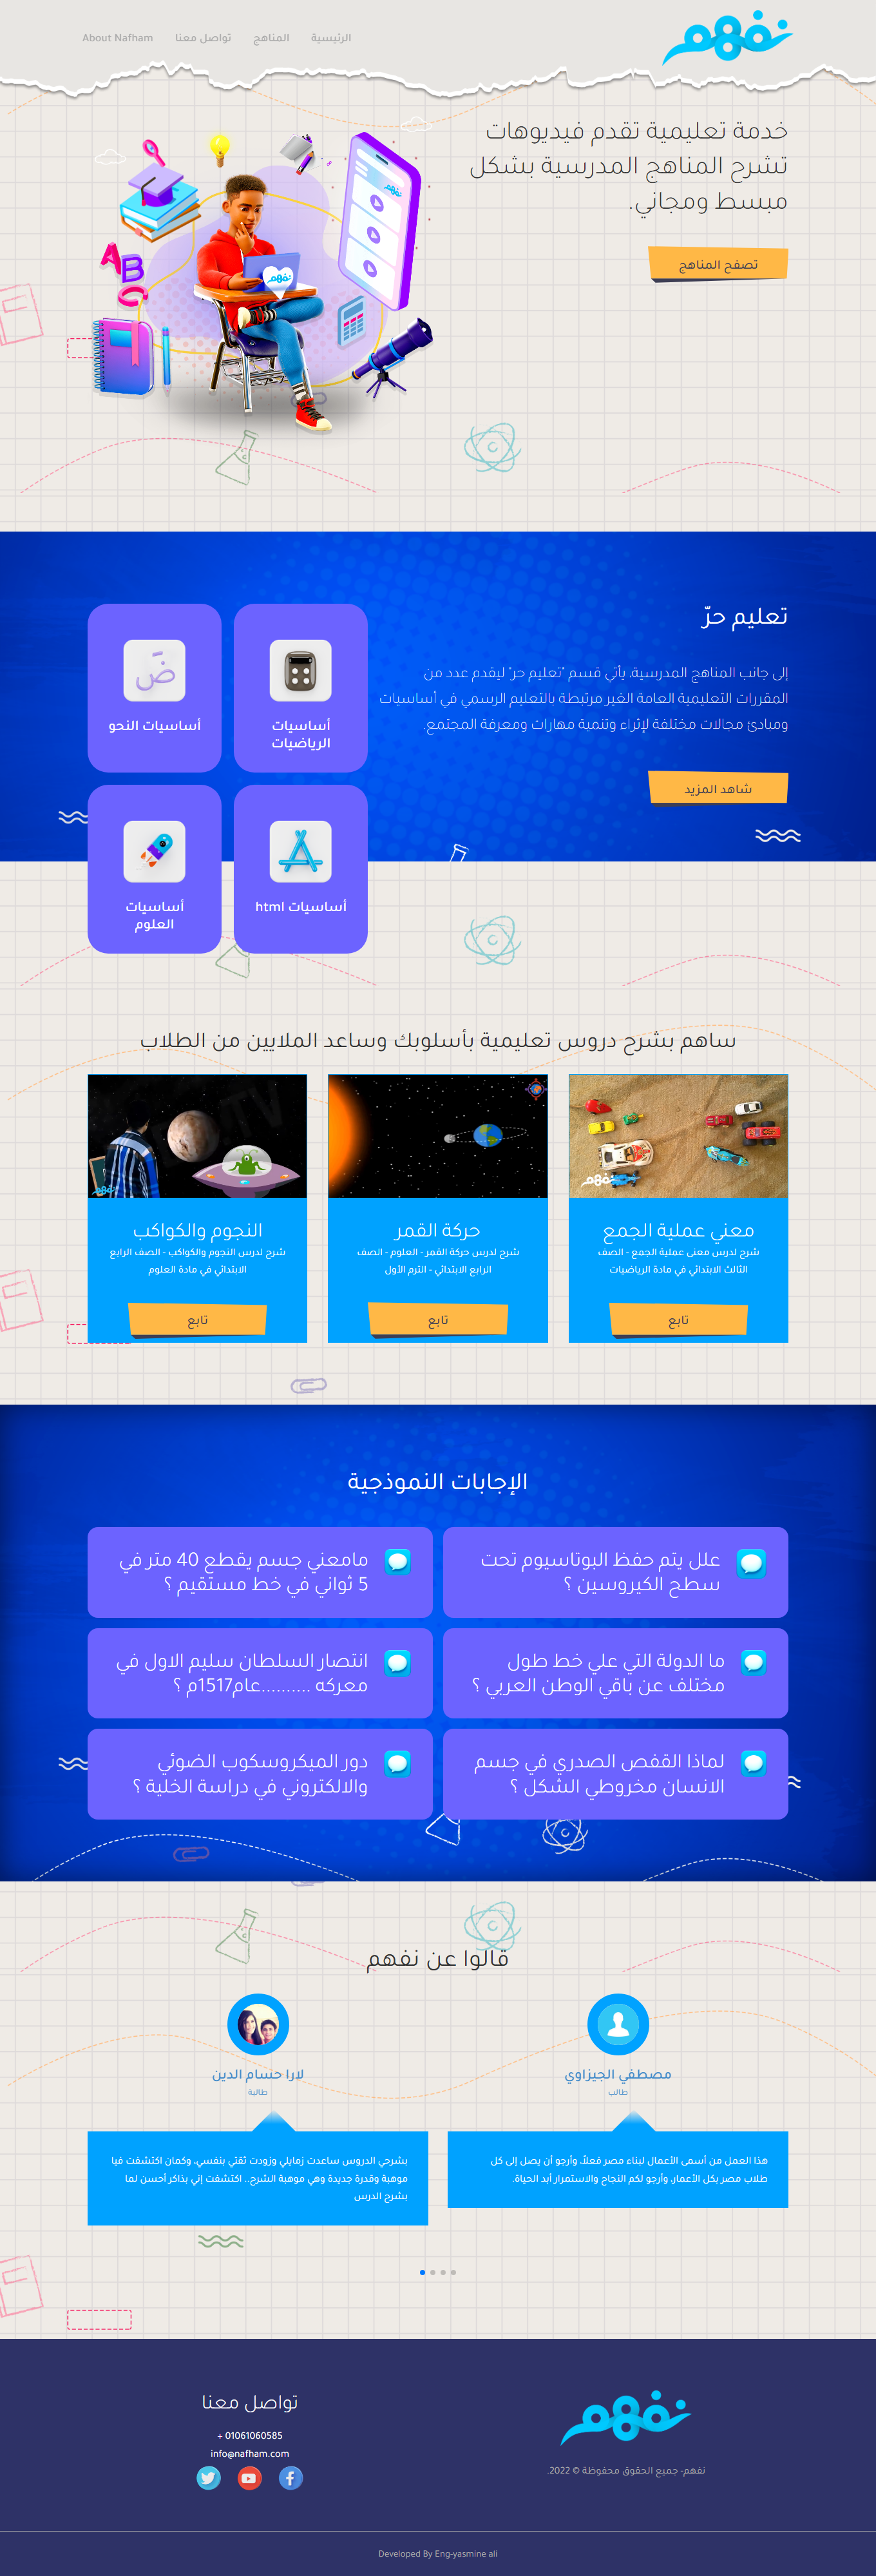 نفهم
الرئيسية
المناهج
تواصل معنا
About Nafham
خدمة تعليمية تقدم فيديوهات
تشرح المناهج المدرسية بشكل
مبسط ومجاني.
تصفح المناهج
نفهم
نفهم
A
B
C
تعليم حرّ
إلى جانب المناهج المدرسية، يأتي قسم "تعليم حر" ليقدم عدد من
المقررات التعليمية العامة الغير مرتبطة بالتعليم الرسمي في أساسيات
ومبادئ مجالات مختلفة لإثراء وتنمية مهارات ومعرفة المجتمع.
شاهد المزيد
أساسيات
الرياضيات
ضَ
أساسيات النحو
أساسيات html
أساسيات
العلوم
ساهم بشرح دروس تعليمية بأسلوبك وساعد الملايين من الطلاب
نفهم
معني عملية الجمع
شرح لدرس معنى عملية الجمع - الصف
الثالث الابتدائي في مادة الرياضيات
تابع
حركة القمر
شرح لدرس حركة القمر - العلوم - الصف
الرابع الابتدائي - الترم الأول
تابع
نفهم
النجوم والكواكب
شرح لدرس النجوم والكواكب - الصف الرابع
الابتدائي في مادة العلوم
تابع
الإجابات النموذجية
علل يتم حفظ البوتاسيوم تحت
سطح الكيروسين ؟
مامعني جسم يقطع 40 متر في
5 ثواني في خط مستقيم ؟
ما الدولة التي علي خط طول
مختلف عن باقي الوطن العربي ؟
انتصار السلطان سليم الاول في
معركه ..........عام1517م ؟
لماذا القفص الصدري في جسم
الانسان مخروطي الشكل ؟
دور الميكروسكوب الضوئي
والالكتروني في دراسة الخلية ؟
قالوا عن نفهم
مصطفي الجيزاوي
طالب
هذا العمل من أسمى الأعمال لبناء مصر فعلاً، وأرجو أن يصل إلى كل
طلاب مصر بكل الأعمار، وأرجو لكم النجاح والاستمرار أبد الحياة.
لارا حسام الدين
طالبة
بشرحي الدروس ساعدت زمايلي وزودت ثقتي بنفسي، وكمان اكتشفت فيا
موهبة وقدرة جديدة وهي موهبة الشرح.. اكتشفت إني بذاكر أحسن لما
بشرح الدرس
نفهم
نفهم- جميع الحقوق محفوظة © 2022.
تواصل معنا
+ 01061060585
info@nafham.com
Developed By Eng-yasmine ali